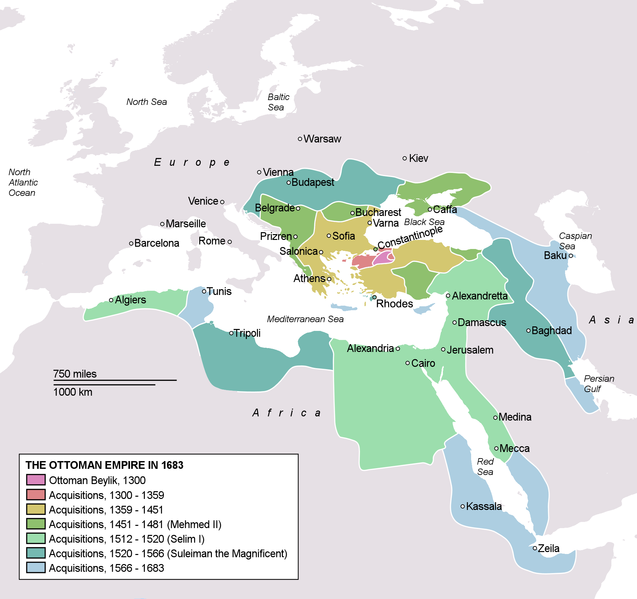 North Sea
Baltic
Sea
Warsaw
Kiev
Europe
North
Atlantic
Ocean
Vienna
Budapest
Venice
Belgrade
Bucharest
Caffa
Marseille
Varna
Black Sea
Barcelona
Rome
Prizren
Sofia
Constantinople
Caspian
Sea
Salonica
Baku
Athens
Tunis
Algiers
Rhodes
Alexandretta
Mediterranean Sea
Asia
Tripoli
Damascus
Baghdad
Alexandria
Jerusalem
Cairo
750 miles
1000 km
Persian
Gulf
Africa
Medina
Mecca
Red
Sea
Kassala
Zeila
THE OTTOMAN EMPIRE IN 1683
Ottoman Beylik, 1300
Acquisitions, 1300 - 1359
Acquisitions, 1359 - 1451
Acquisitions, 1451 - 1481 (Mehmed II)
Acquisitions, 1512 - 1520 (Selim I)
Acquisitions, 1520 - 1566 (Suleiman the Magnificent)
Acquisitions, 1566 - 1683